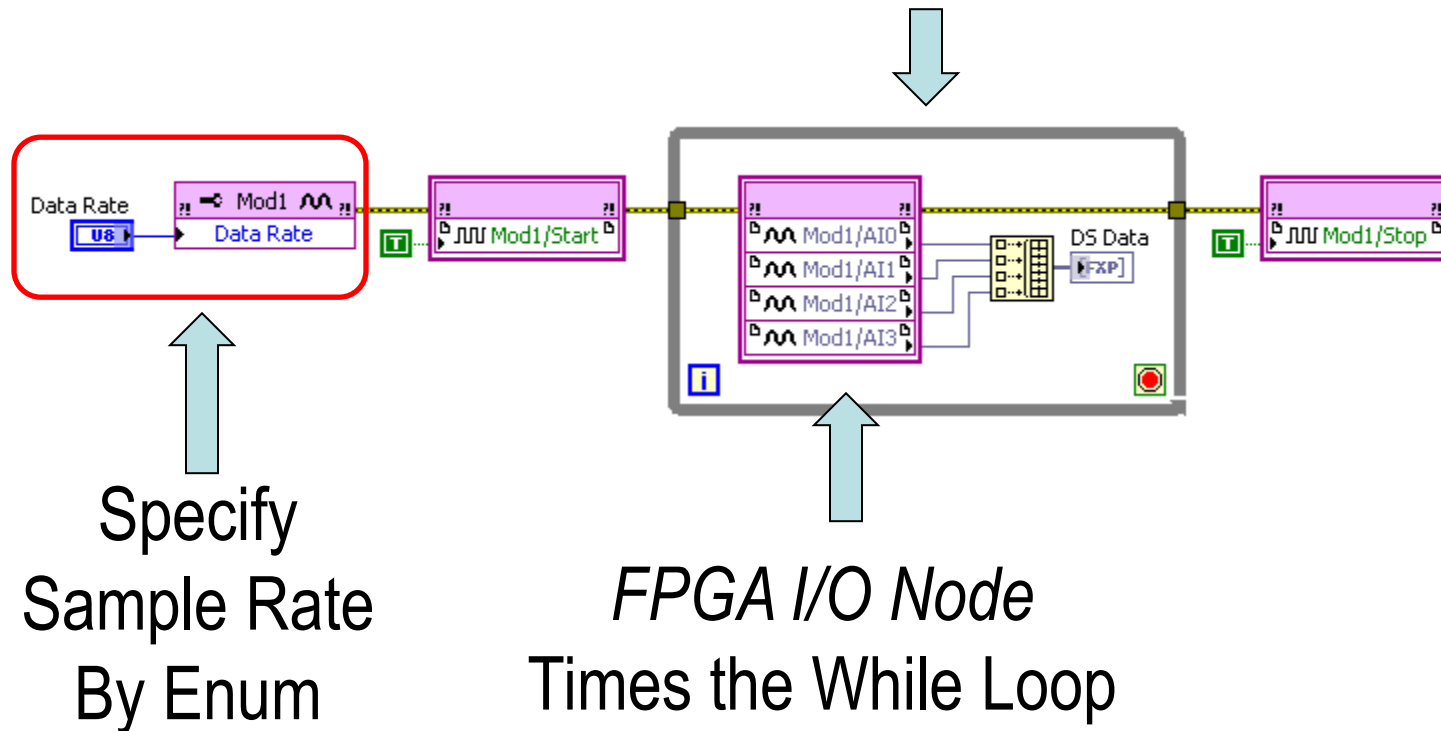 Data Rate
U8
Mod1
Data Rate
T
Mod1/Start
Mod1/AI0
Mod1/AI1
Mod1/AI2
Mod1/AI3
DS Data
[FXP]
i
T
Mod1/Stop
Specify
Sample Rate
By Enum
FPGA I/O Node
Times the While Loop